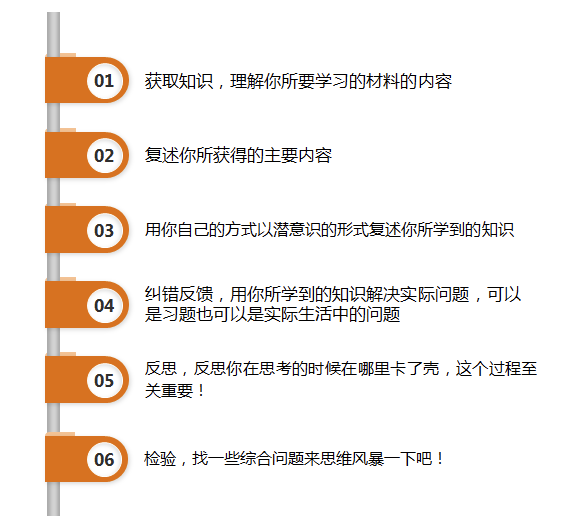 01
获取知识，理解你所要学习的材料的内容
02
复述你所获得的主要内容
03
用你自己的方式以潜意识的形式复述你所学到的知识
04
纠错反馈，用你所学到的知识解决实际问题，可以
是习题也可以是实际生活中的问题
05
反思，反思你在思考的时候在哪里卡了壳，这个过程至
关重要！
06
检验，找一些综合问题来思维风暴一下吧！